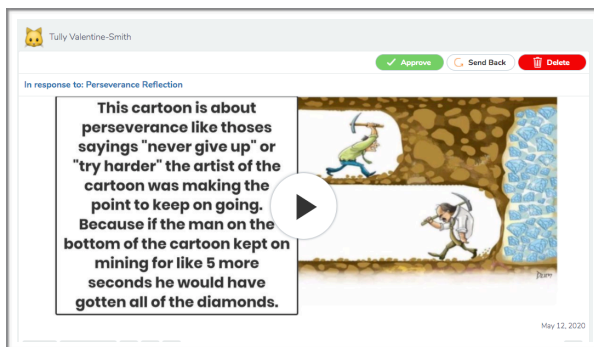 Tully Valentine-Smith
Approve
Send Back
Delete
In response to: Perseverance Reflection
This cartoon is about
perseverance like thoses
sayings "never give up" or
"try harder" the artist of the
cartoon was making the
point to keep on going.
Because if the man on the
bottom of the cartoon kept on
mining for like 5 more
seconds he would have
gotten all of the diamonds.
May 12, 2020